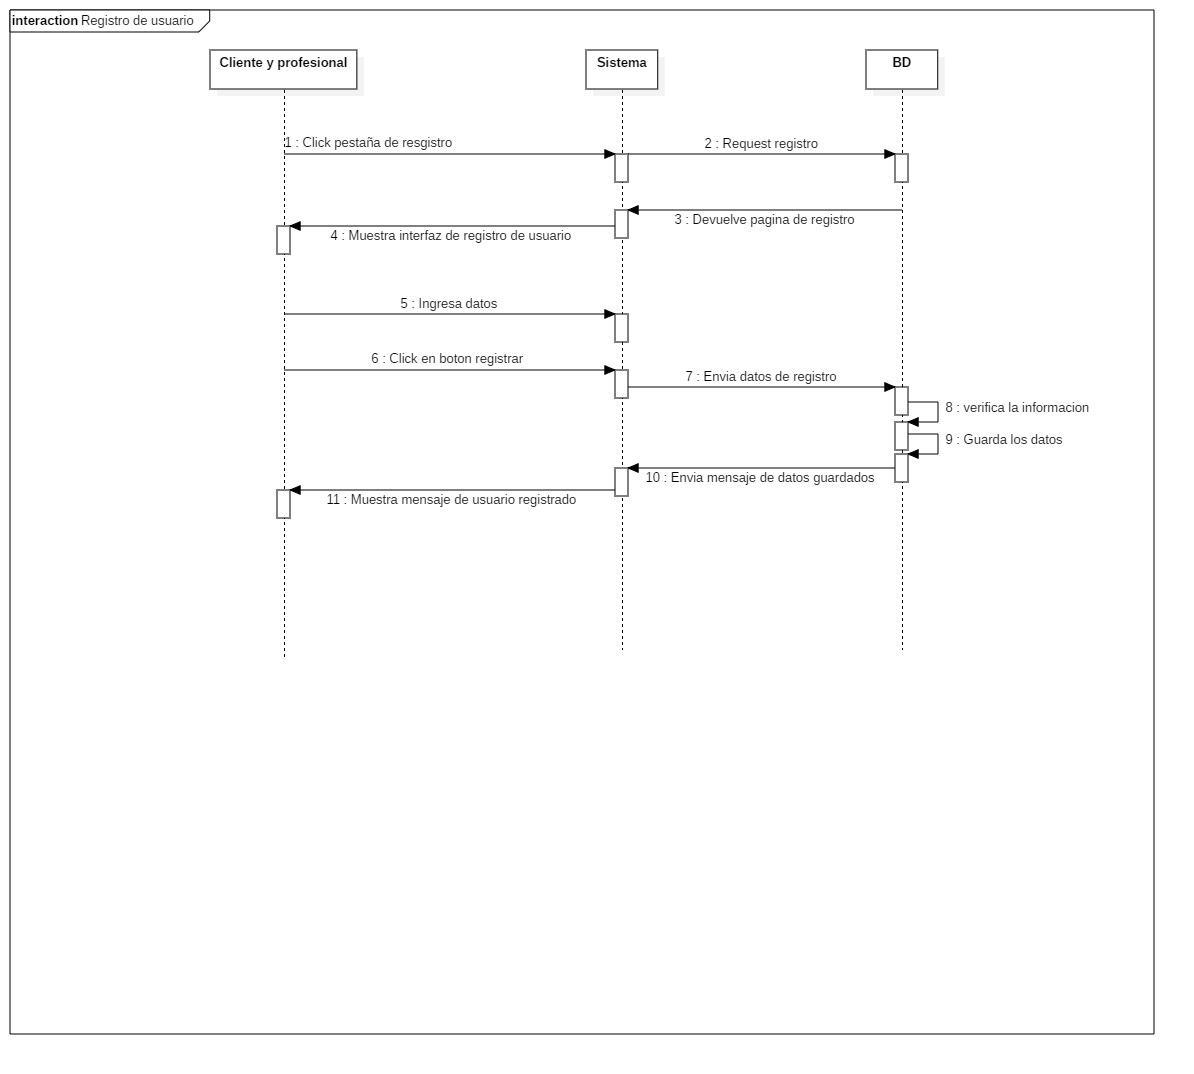 interaction Registro de usuario
Cliente y profesional
Sistema
BD
1 : Click pestaña de resgistro
2 : Request registro
3 : Devuelve pagina de registro
4 : Muestra interfaz de registro de usuario
5 : Ingresa datos
6 : Click en boton registrar
7 : Envia datos de registro
8 : verifica la informacion
9 : Guarda los datos
10 : Envia mensaje de datos guardados
11 : Muestra mensaje de usuario registrado